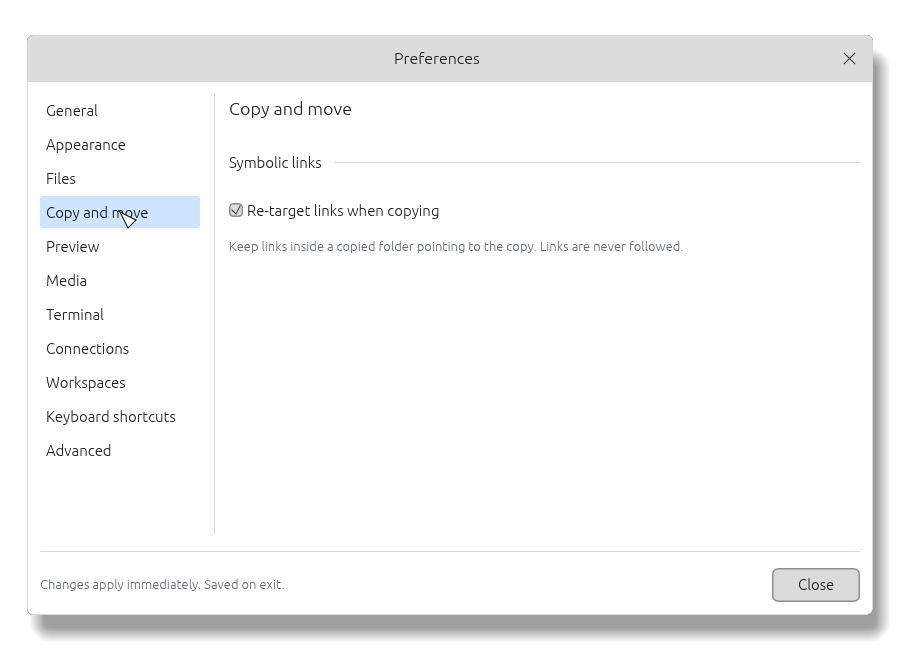 Preferences
General
Appearance
Files
Copy and move
Preview
Media
Terminal
Connections
Workspaces
Keyboard shortcuts
Advanced
Copy and move
Symbolic links
Re-target links when copying
Keep links inside a copied folder pointing to the copy. Links are never followed.
Changes apply immediately. Saved on exit.
Close